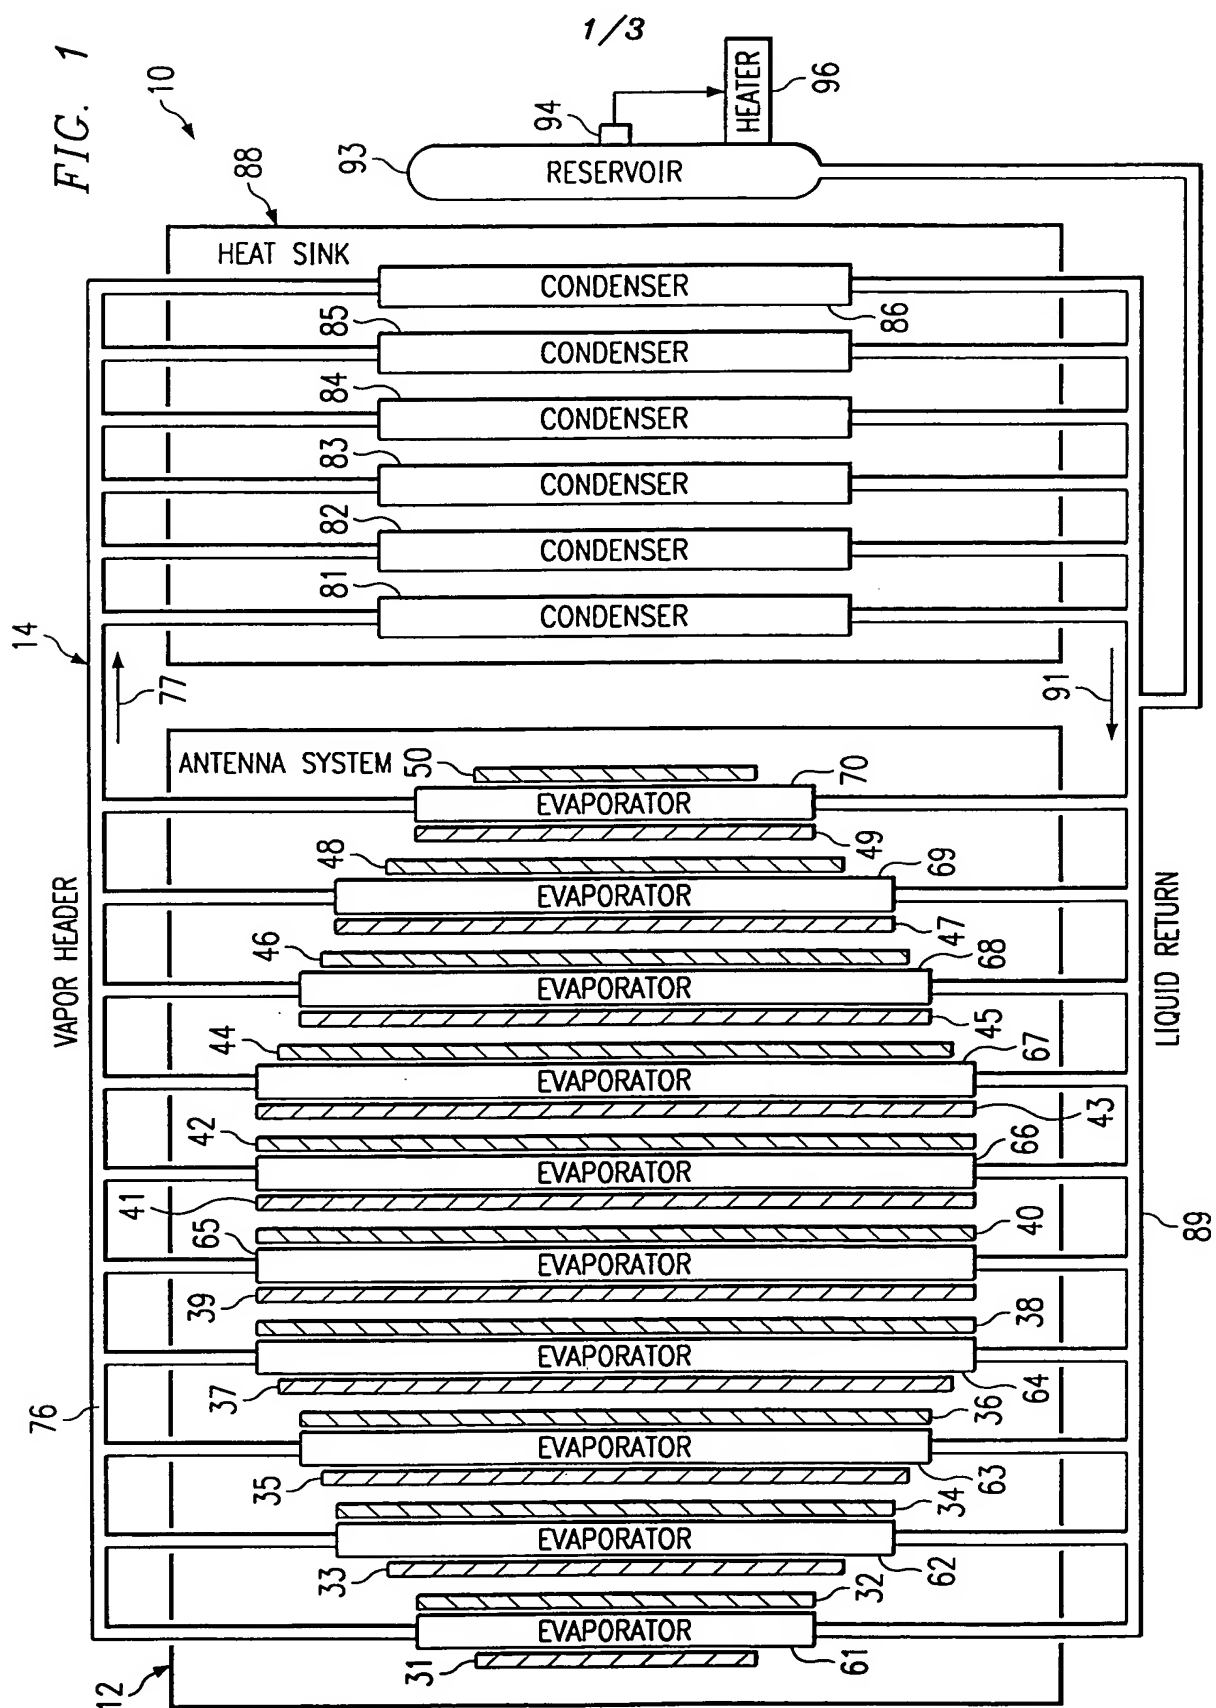 1/3
FIG. 1
10
88
HEAT SINK
93
RESERVOIR
94
HEATER
96
CONDENSER
86
85
CONDENSER
84
CONDENSER
83
CONDENSER
82
CONDENSER
81
CONDENSER
14
77
91
VAPOR HEADER
ANTENNA SYSTEM
50
EVAPORATOR
70
49
48
EVAPORATOR
69
47
46
EVAPORATOR
68
45
44
EVAPORATOR
67
43
42
EVAPORATOR
66
41
65
EVAPORATOR
40
39
EVAPORATOR
38
64
37
76
36
EVAPORATOR
63
35
34
EVAPORATOR
62
33
32
EVAPORATOR
61
31
12
LIQUID RETURN
89